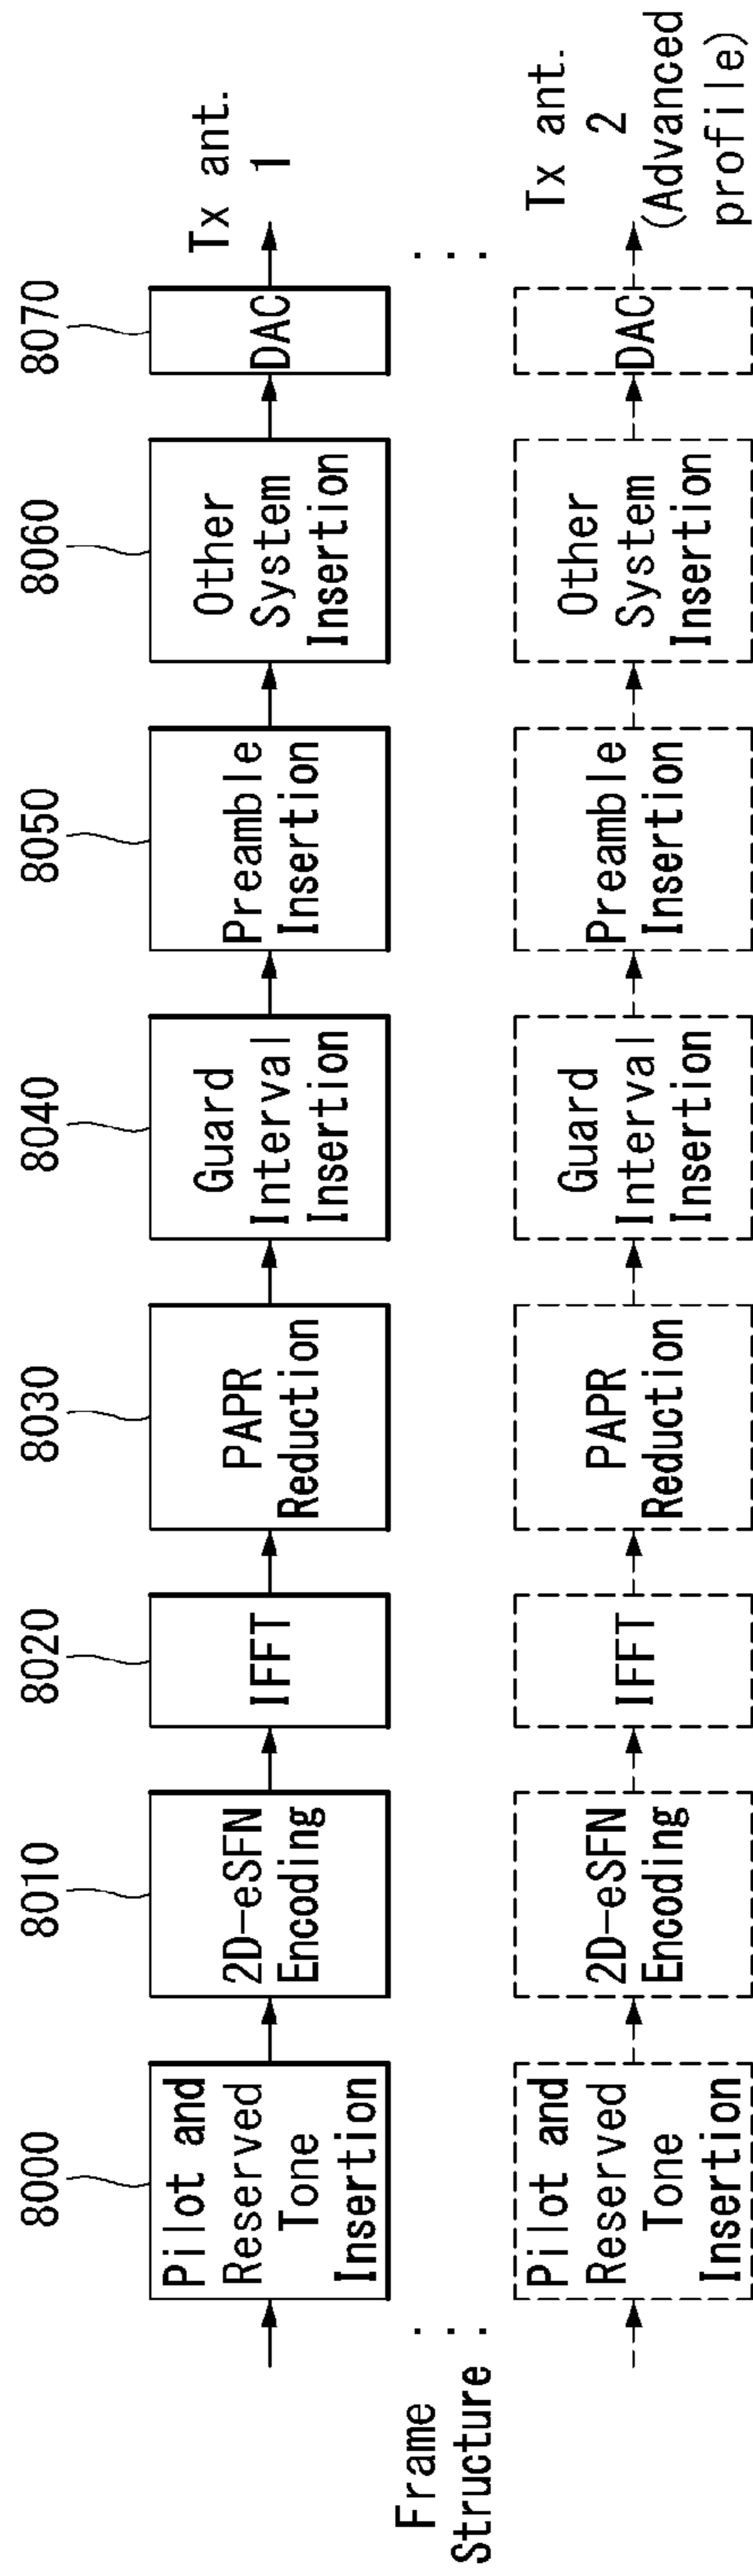 8000
8010
8020
8030
8040
8050
8060
8070
Pilot and
Reserved
Tone
Insertion
2D-eSFN
Encoding
IFFT
PAPR
Reduction
Guard
Interval
Insertion
Preamble
Insertion
Other
System
Insertion
DAC
Tx ant.
1
Frame
Structure
...
...
Pilot and
Reserved
Tone
Insertion
2D-eSFN
Encoding
IFFT
PAPR
Reduction
Guard
Interval
Insertion
Preamble
Insertion
Other
System
Insertion
DAC
Tx ant.
2
(Advanced
profile)